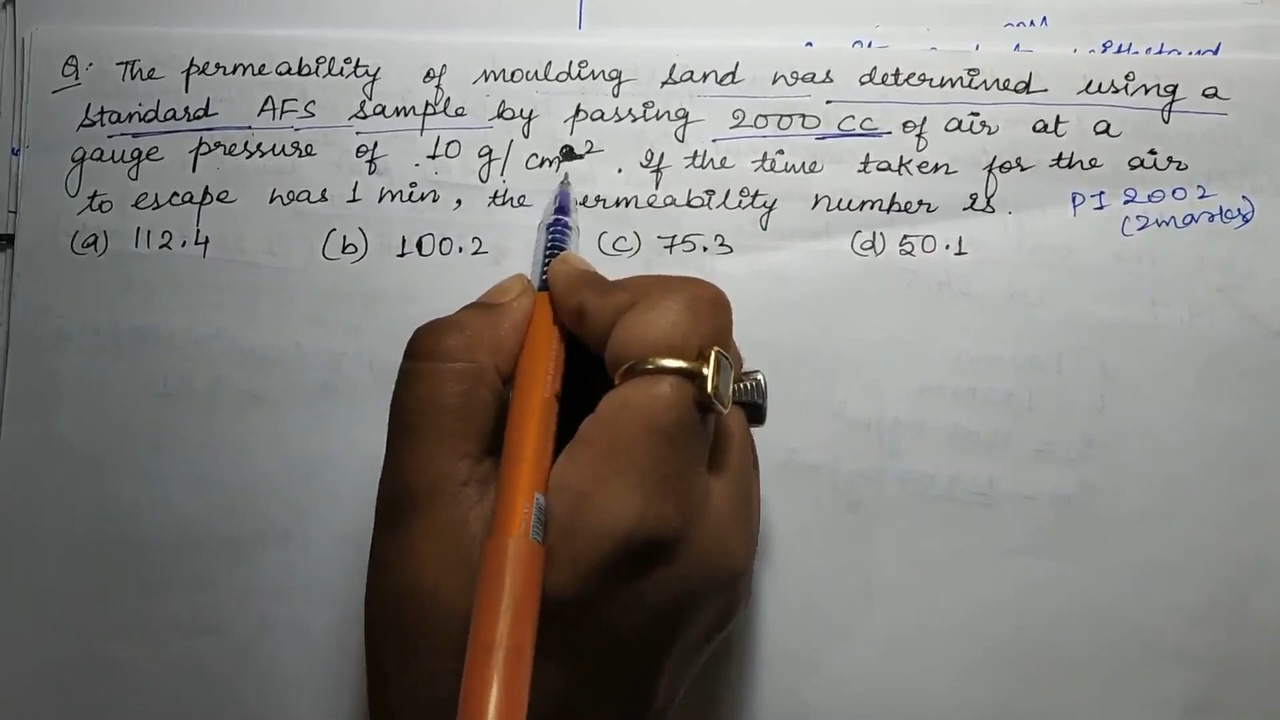 Q: The permeability of moulding sand was determined using a
standard AFS sample by passing 2000 CC of air at a
gauge pressure of .10 g/cm². If the time taken for the air
to escape was 1 min, the ermeability number is.
PI 2002
(2marks)
(a) 112.4 (b) 100.2 (c) 75.3 (d) 50.1